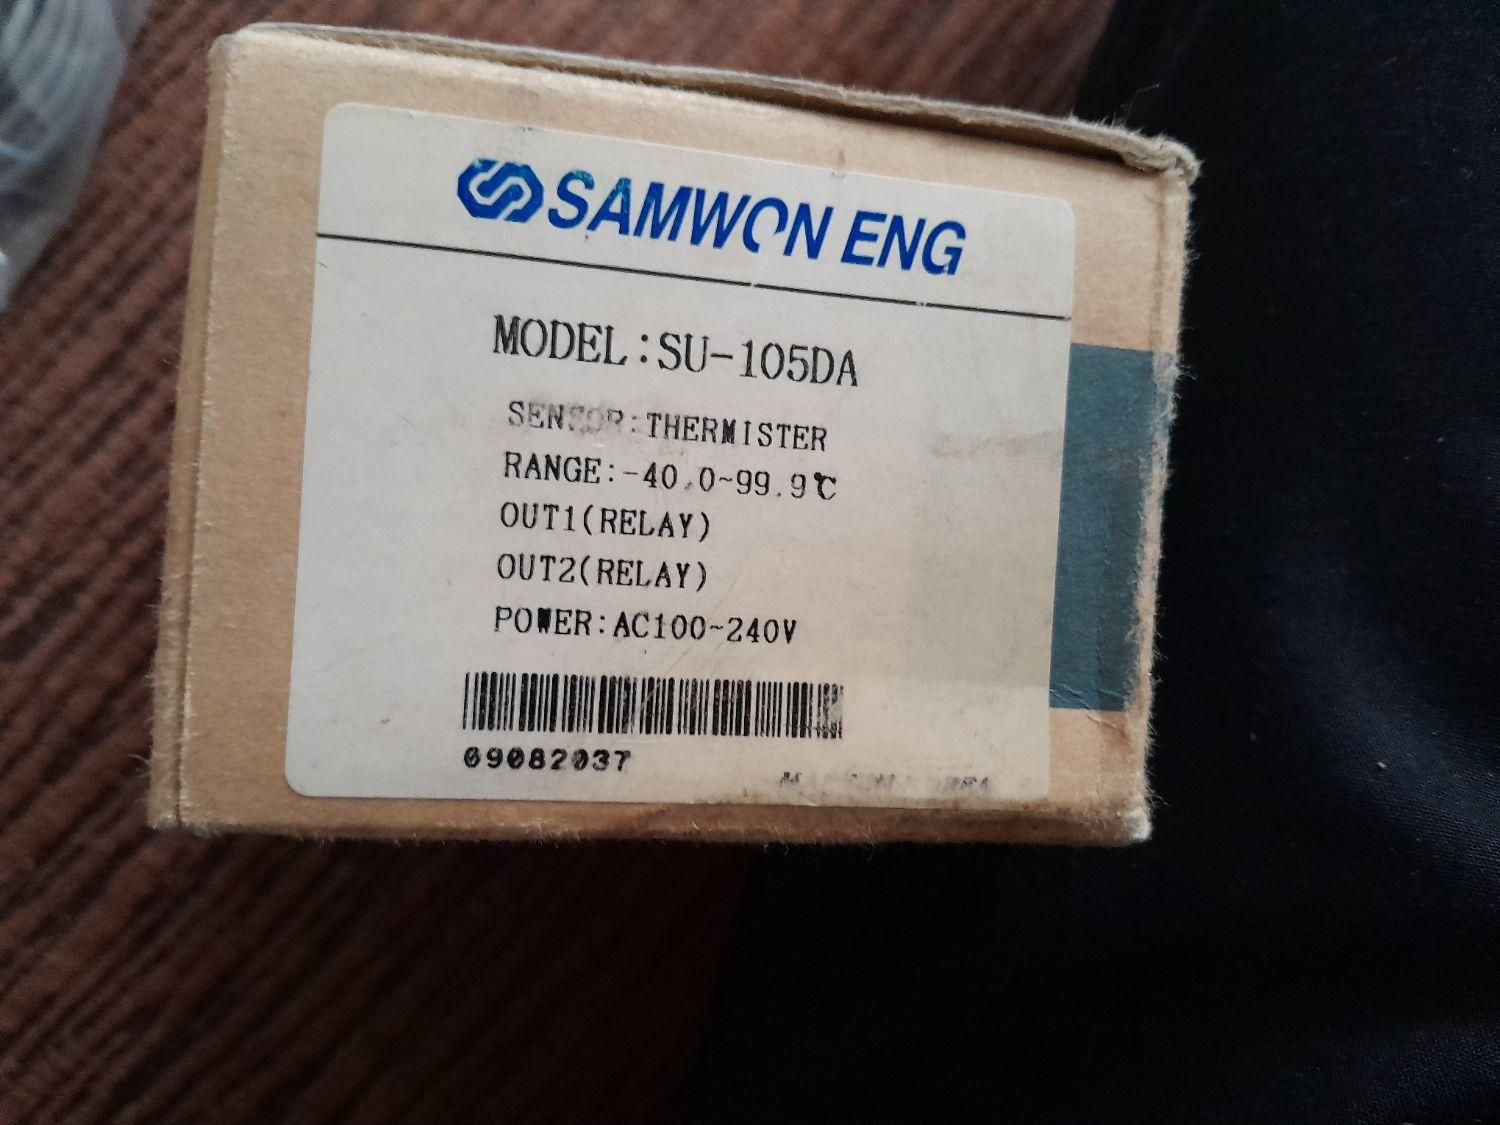 SAMWON ENG
MODEL:SU-105DA
SENSOR:THERMISTER
RANGE:-40.0~99.9℃
OUT1(RELAY)
OUT2(RELAY)
POWER:AC100~240V
09082037